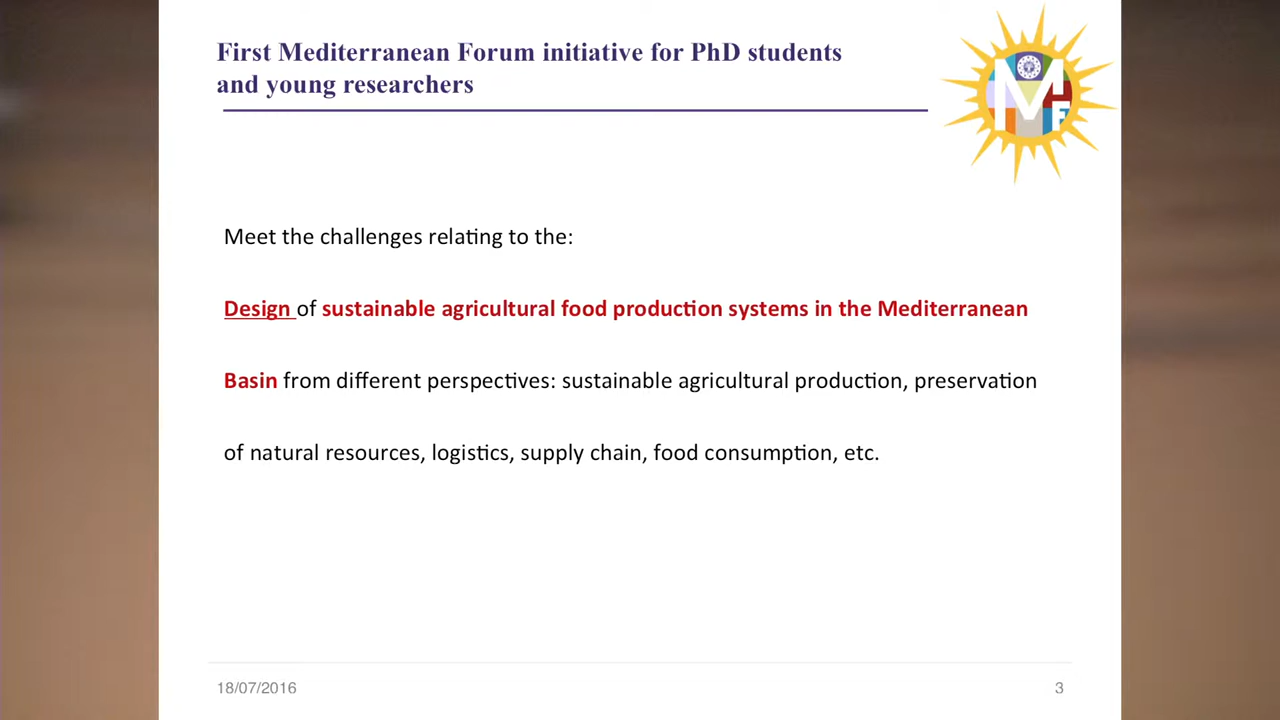 First Mediterranean Forum initiative for PhD students
and young researchers
Meet the challenges relating to the:
Design of sustainable agricultural food production systems in the Mediterranean
Basin from different perspectives: sustainable agricultural production, preservation
of natural resources, logistics, supply chain, food consumption, etc.
18/07/2016
3